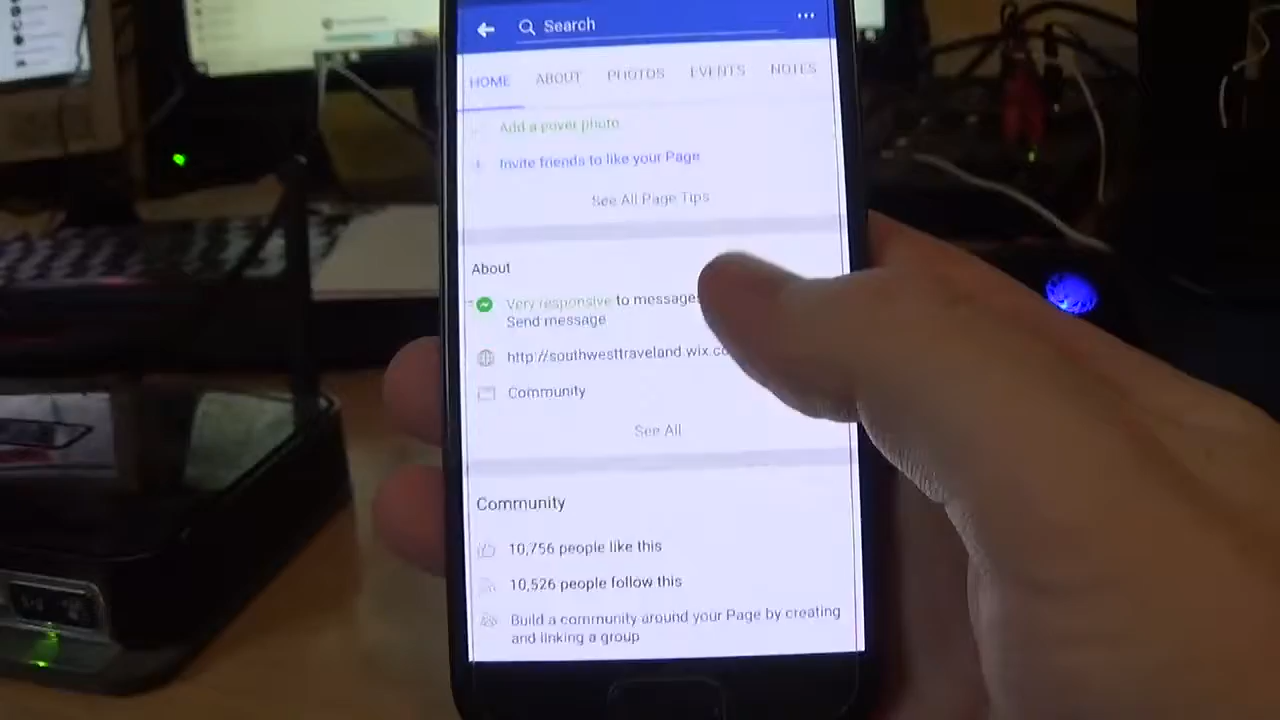 Search
HOME ABOUT PHOTOS EVENTS NOTES
Add a cover photo
Invite friends to like your Page
See All Page Tips
About
Very responsive to messages
Send message
http://southwesttraveland.wix.co
Community
See All
Community
10,756 people like this
10,526 people follow this
Build a community around your Page by creating
and linking a group